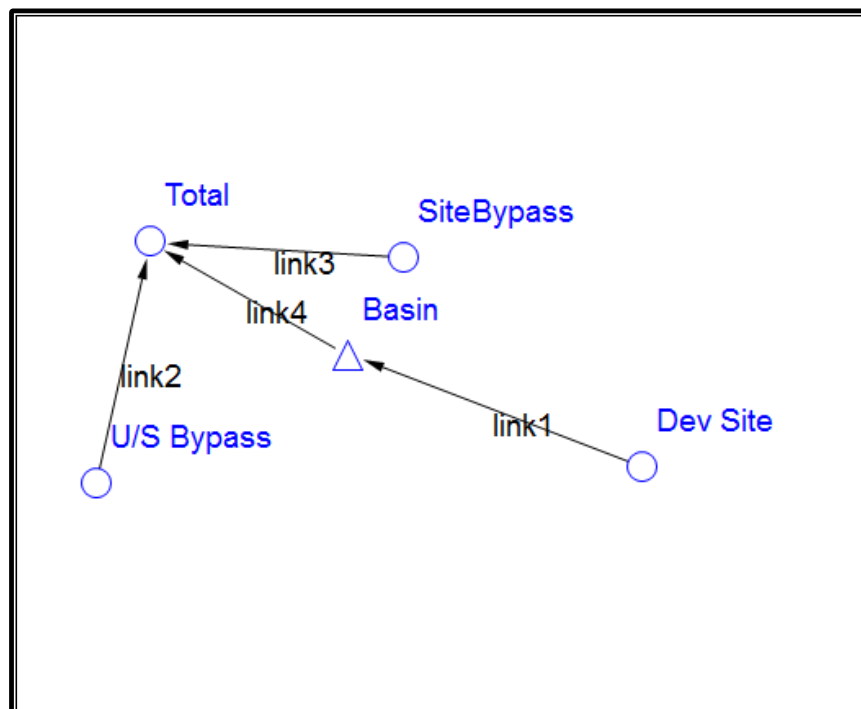 Total
SiteBypass
link3
Basin
link4
link2
U/S Bypass
link1
Dev Site